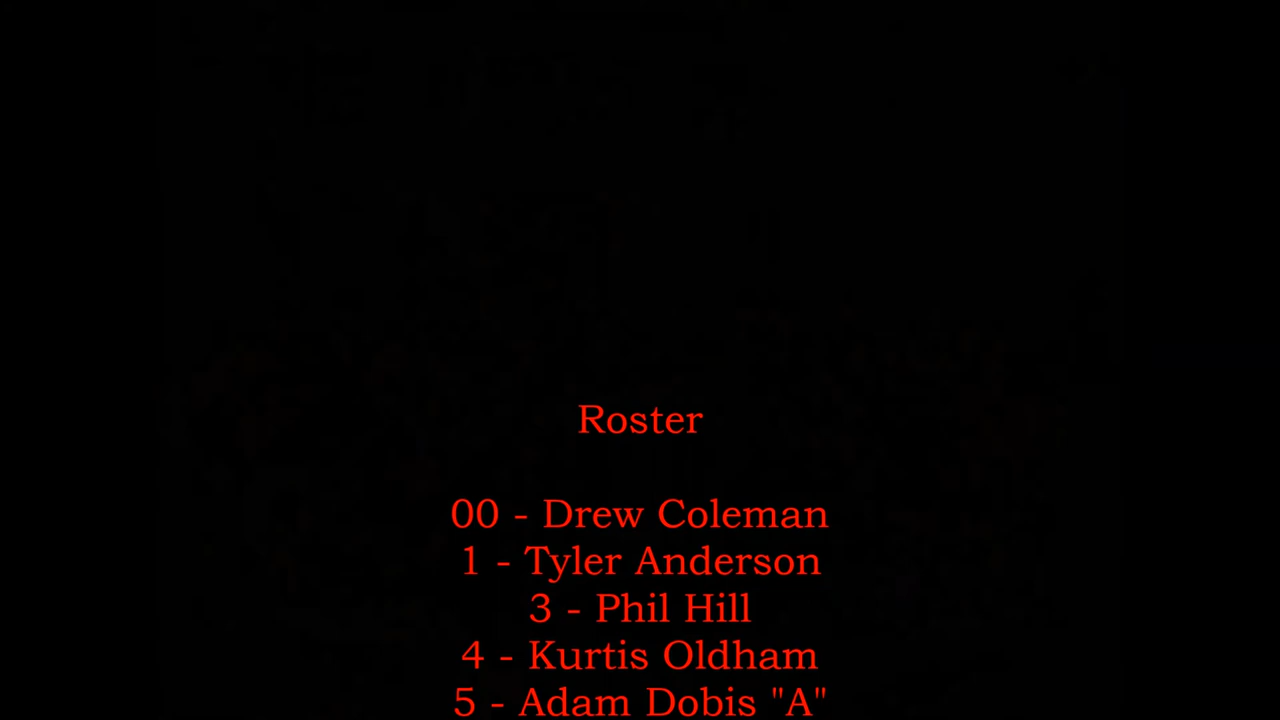 Roster
00 - Drew Coleman
1 - Tyler Anderson
3 - Phil Hill
4 - Kurtis Oldham
5 - Adam Dobis "A"